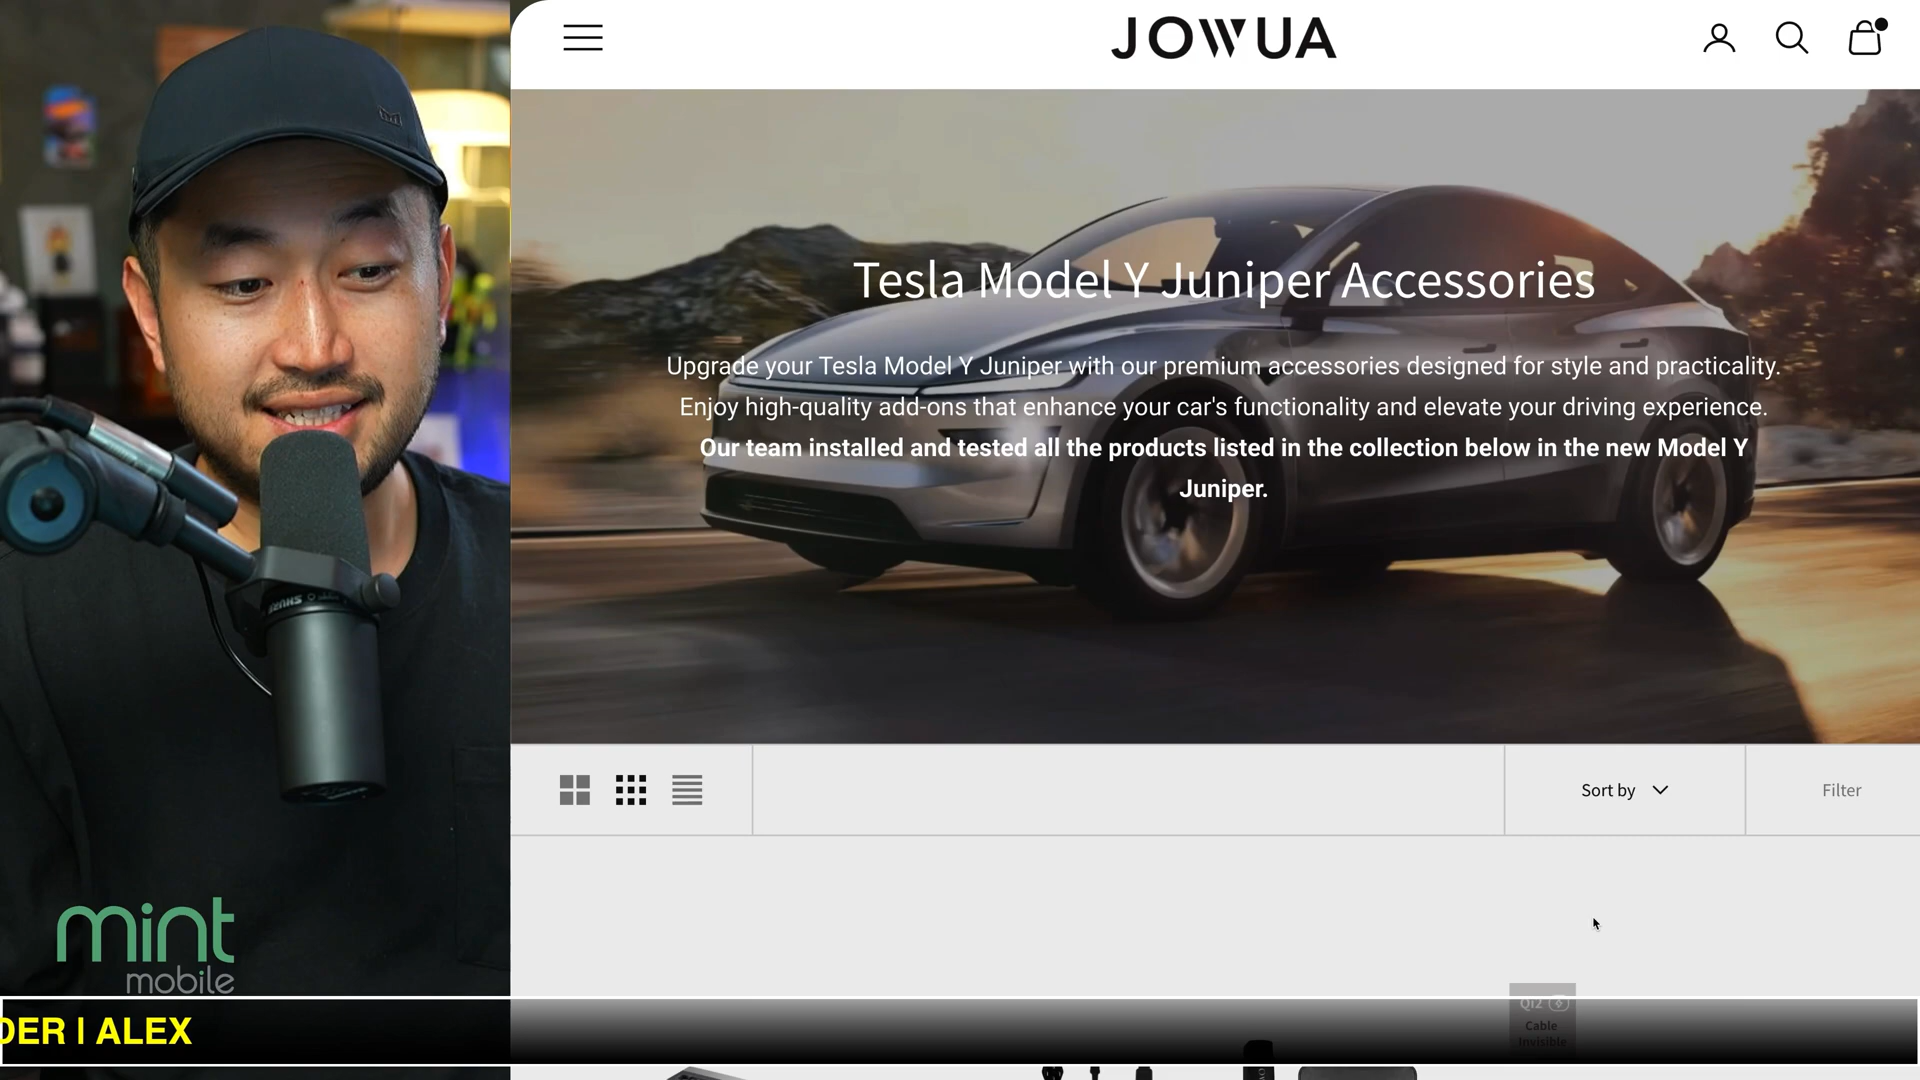 JOWUA
Tesla Model Y Juniper Accessories
Upgrade your Tesla Model Y Juniper with our premium accessories designed for style and practicality.
Enjoy high-quality add-ons that enhance your car's functionality and elevate your driving experience.
Our team installed and tested all the products listed in the collection below in the new Model Y
Juniper.
Sort by
Filter
SHURE
mint
mobile
Qi2
Cable
Invisible
DER | ALEX